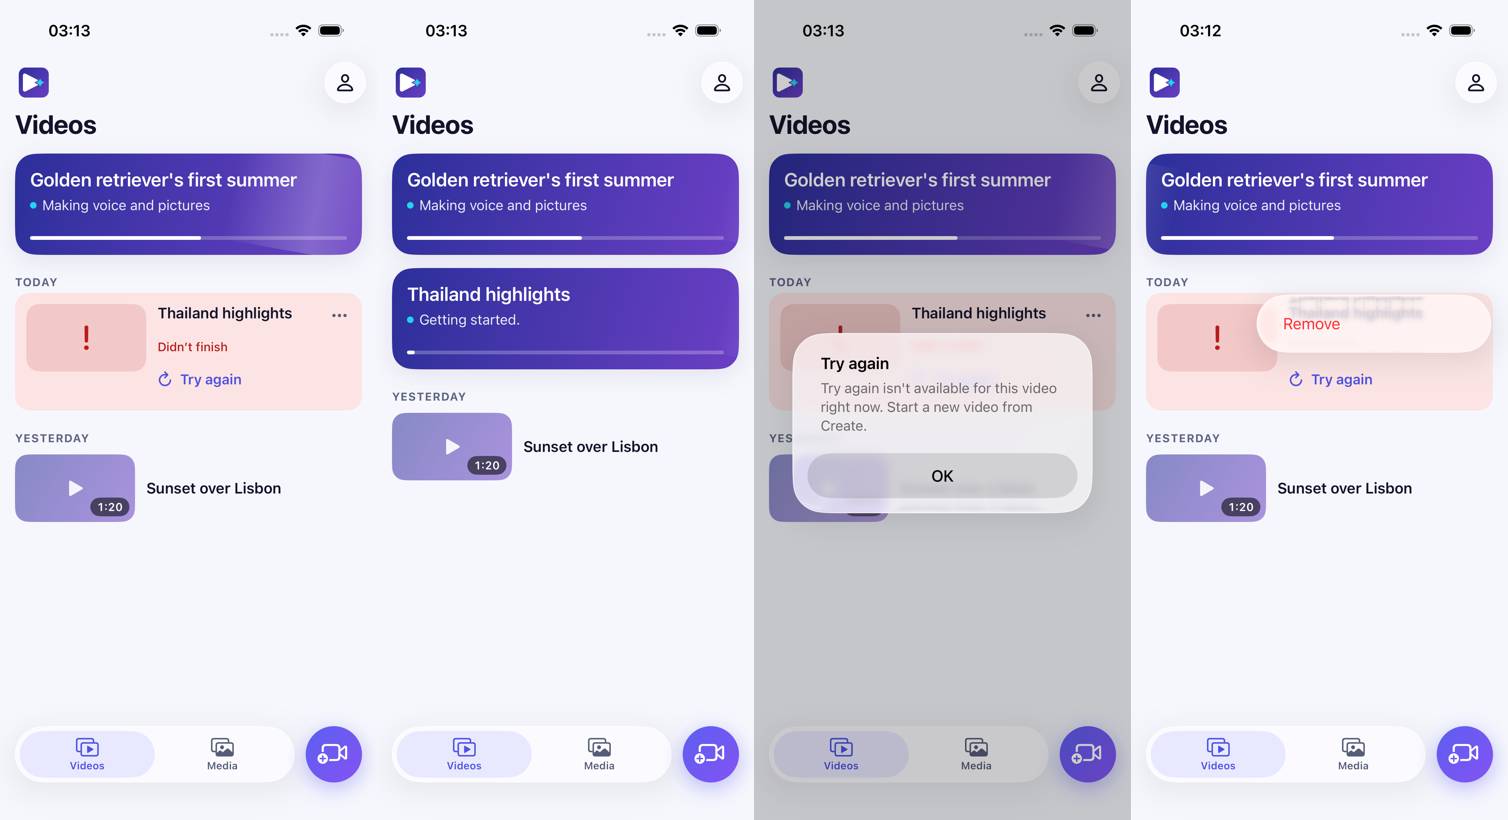 03:13
Videos
Golden retriever's first summer
Making voice and pictures
TODAY
Thailand highlights
Didn't finish
Try again
YESTERDAY
1:20
Sunset over Lisbon
Videos
Media
03:13
Videos
Golden retriever's first summer
Making voice and pictures
Thailand highlights
Getting started.
YESTERDAY
1:20
Sunset over Lisbon
Videos
Media
03:13
Videos
Golden retriever's first summer
Making voice and pictures
TODAY
Thailand highlights
Try again
Try again isn't available for this video
right now. Start a new video from
Create.
OK
Videos
Media
03:12
Videos
Golden retriever's first summer
Making voice and pictures
TODAY
Thailand highlights
Remove
Try again
YESTERDAY
1:20
Sunset over Lisbon
Videos
Media